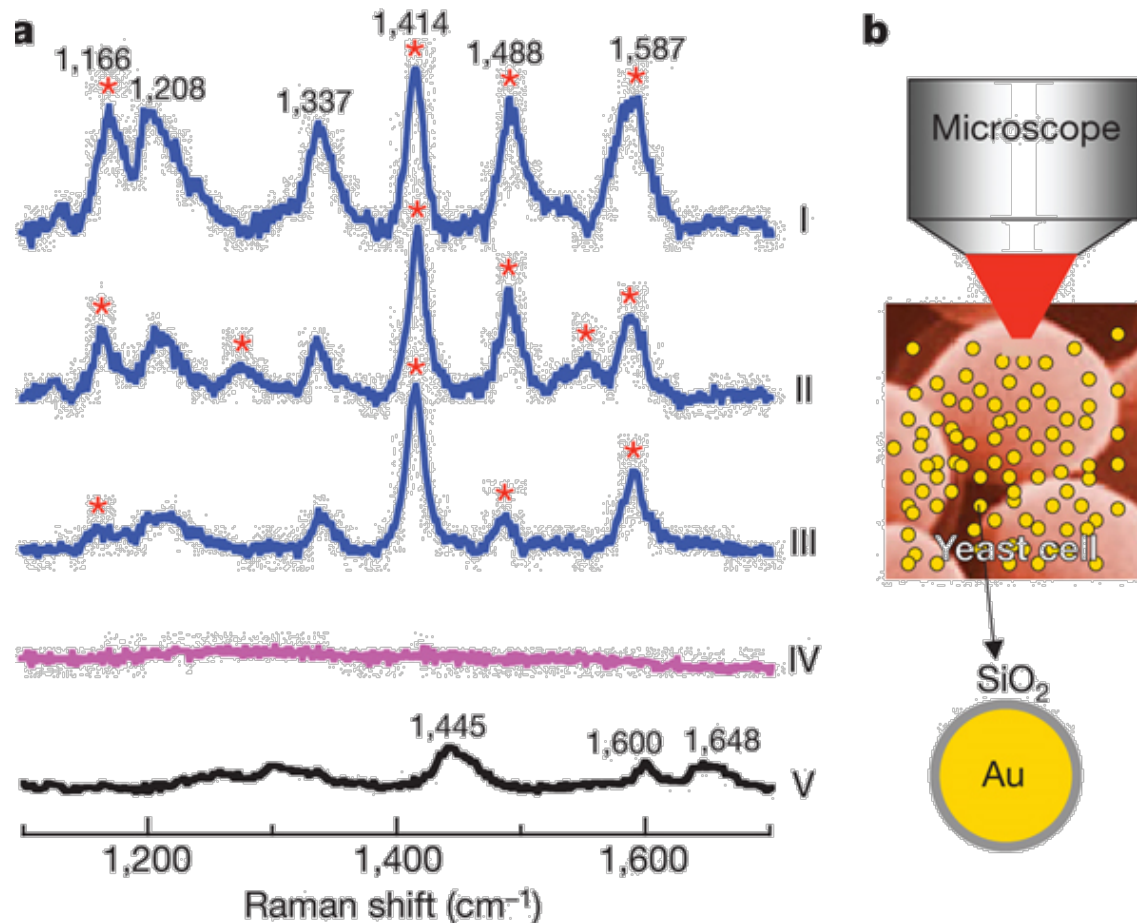 a
1,166
1,208
1,337
1,414
1,488
1,587
I
II
III
IV
1,445
1,600
1,648
V
1,200
1,400
1,600
Raman shift (cm⁻¹)
b
Microscope
Yeast cell
SiO₂
Au